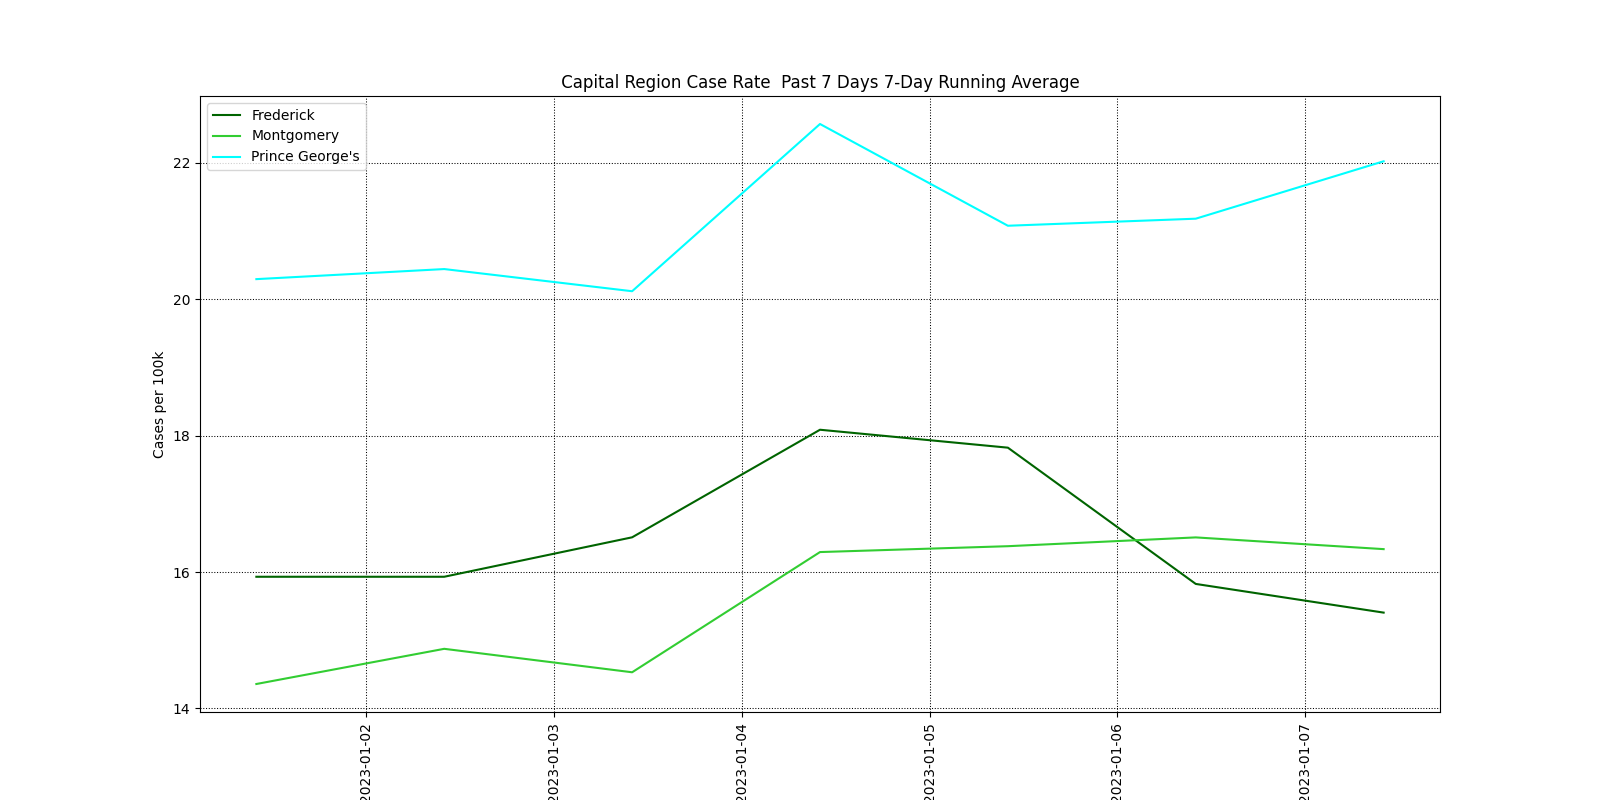 Capital Region Case Rate  Past 7 Days 7-Day Running Average
Frederick
Montgomery
Prince George's
22
20
18
16
14
Cases per 100k
2023-01-02
2023-01-03
2023-01-04
2023-01-05
2023-01-06
2023-01-07